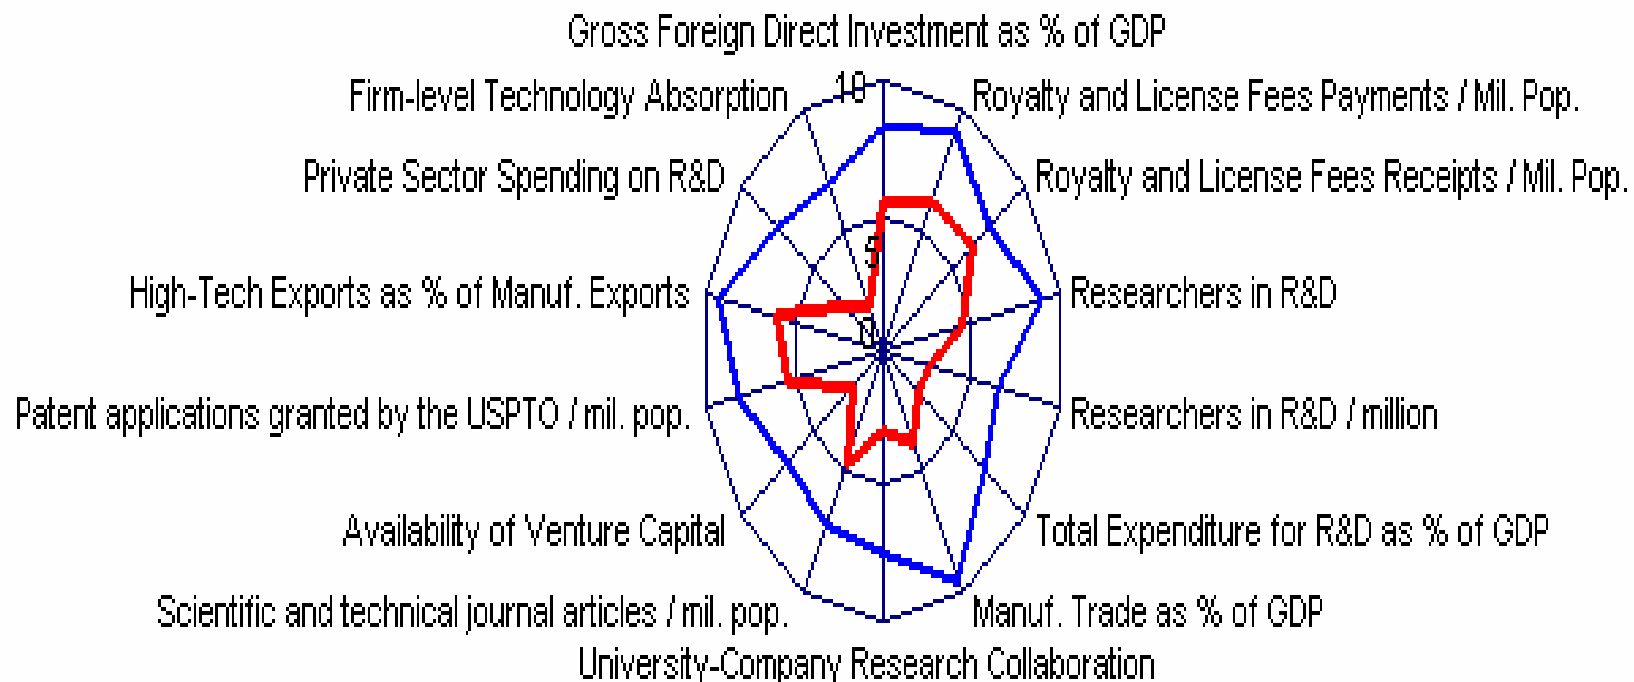 Gross Foreign Direct Investment as % of GDP
10
Firm-level Technology Absorption
Royalty and License Fees Payments / Mil. Pop.
Private Sector Spending on R&D
Royalty and License Fees Receipts / Mil. Pop.
5
High-Tech Exports as % of Manuf. Exports
Researchers in R&D
0
Patent applications granted by the USPTO / mil. pop.
Researchers in R&D / million
Availability of Venture Capital
Total Expenditure for R&D as % of GDP
Scientific and technical journal articles / mil. pop.
Manuf. Trade as % of GDP
University-Company Research Collaboration